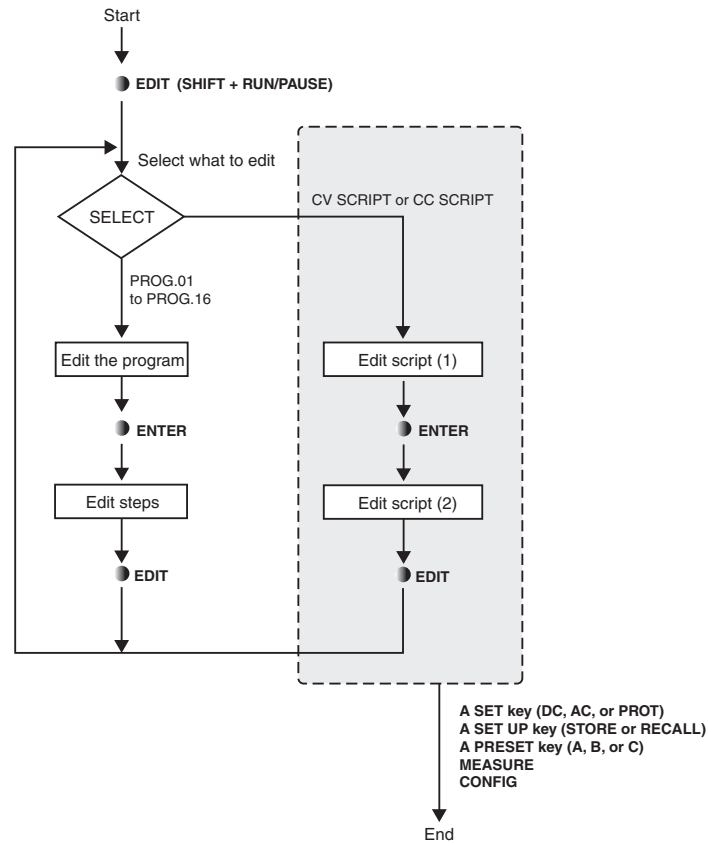 Start
EDIT (SHIFT + RUN/PAUSE)
Select what to edit
SELECT
CV SCRIPT or CC SCRIPT
PROG.01
to PROG.16
Edit the program
Edit script (1)
ENTER
ENTER
Edit steps
Edit script (2)
EDIT
EDIT
A SET key (DC, AC, or PROT)
A SET UP key (STORE or RECALL)
A PRESET key (A, B, or C)
MEASURE
CONFIG
End